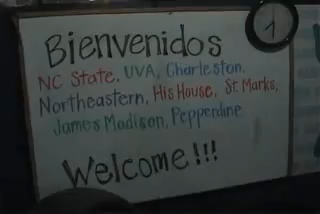 Bienvenidos
NC State, UVA, Charleston,
Northeastern, His House, St. Marks,
James Madison, Pepperdine
Welcome!!!